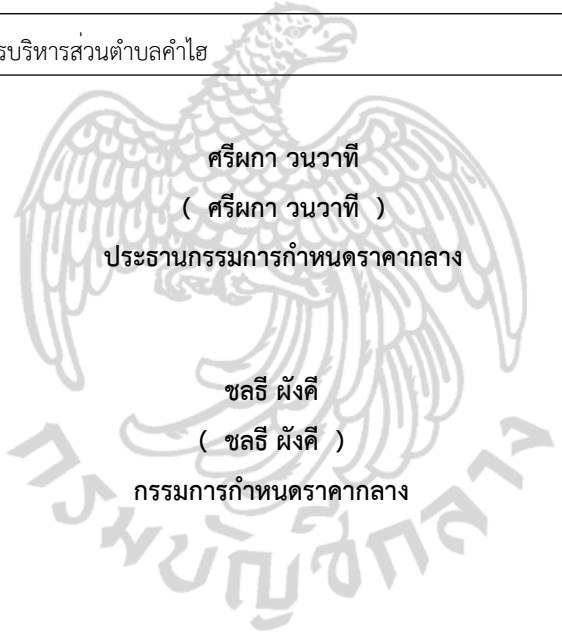 รบริหารส่วนตำบลคำไฮ
ศรีผกา วนวาที
( ศรีผกา วนวาที )
ประธานกรรมการกำหนดราคากลาง
ชลธี ผังคี
( ชลธี ผังคี )
กรรมการกำหนดราคากลาง
กรมบัญชีกลาง